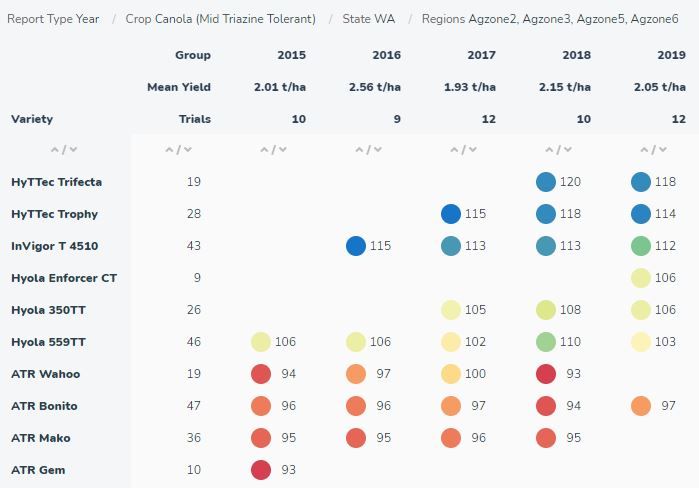 Report Type Year / Crop Canola (Mid Triazine Tolerant) / State WA / Regions Agzone2, Agzone3, Agzone5, Agzone6
Group 2015 2016 2017 2018 2019
Mean Yield 2.01 t/ha 2.56 t/ha 1.93 t/ha 2.15 t/ha 2.05 t/ha
Variety Trials 10 9 12 10 12
/ / / / / / /
HyTTec Trifecta 19 120 118
HyTTec Trophy 28 115 118 114
InVigor T 4510 43 115 113 113 112
Hyola Enforcer CT 9 106
Hyola 350TT 26 105 108 106
Hyola 559TT 46 106 106 102 110 103
ATR Wahoo 19 94 97 100 93
ATR Bonito 47 96 96 97 94 97
ATR Mako 36 95 95 96 95
ATR Gem 10 93